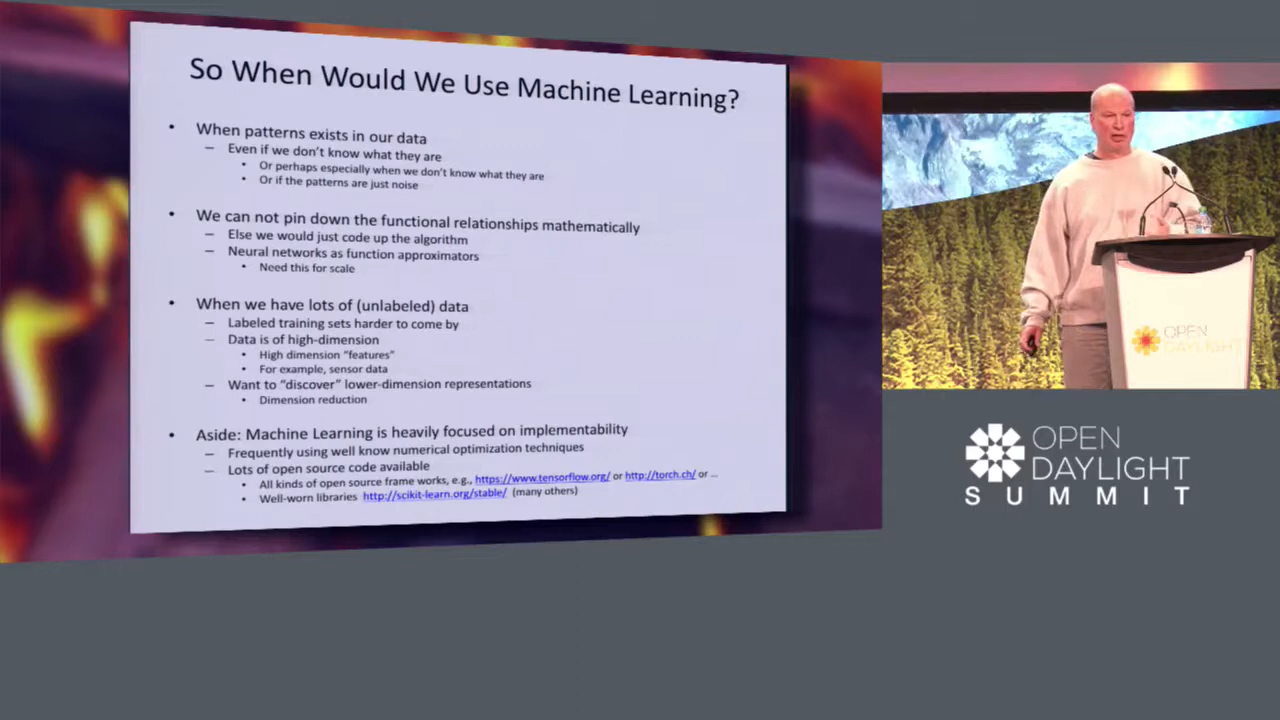 So When Would We Use Machine Learning?
• When patterns exists in our data
– Even if we don't know what they are
• Or perhaps especially when we don't know what they are
• Or if the patterns are just noise
• We can not pin down the functional relationships mathematically
– Else we would just code up the algorithm
– Neural networks as function approximators
• Need this for scale
• When we have lots of (unlabeled) data
– Labeled training sets harder to come by
– Data is of high-dimension
• High dimension "features"
• For example, sensor data
– Want to "discover" lower-dimension representations
• Dimension reduction
• Aside: Machine Learning is heavily focused on implementability
– Frequently using well know numerical optimization techniques
– Lots of open source code available
• All kinds of open source frame works, e.g., https://www.tensorflow.org/ or http://torch.ch/ or ...
• Well-worn libraries http://scikit-learn.org/stable/ (many others)
OPEN
DAYLIGHT
OPEN
DAYLIGHT
SUMMIT